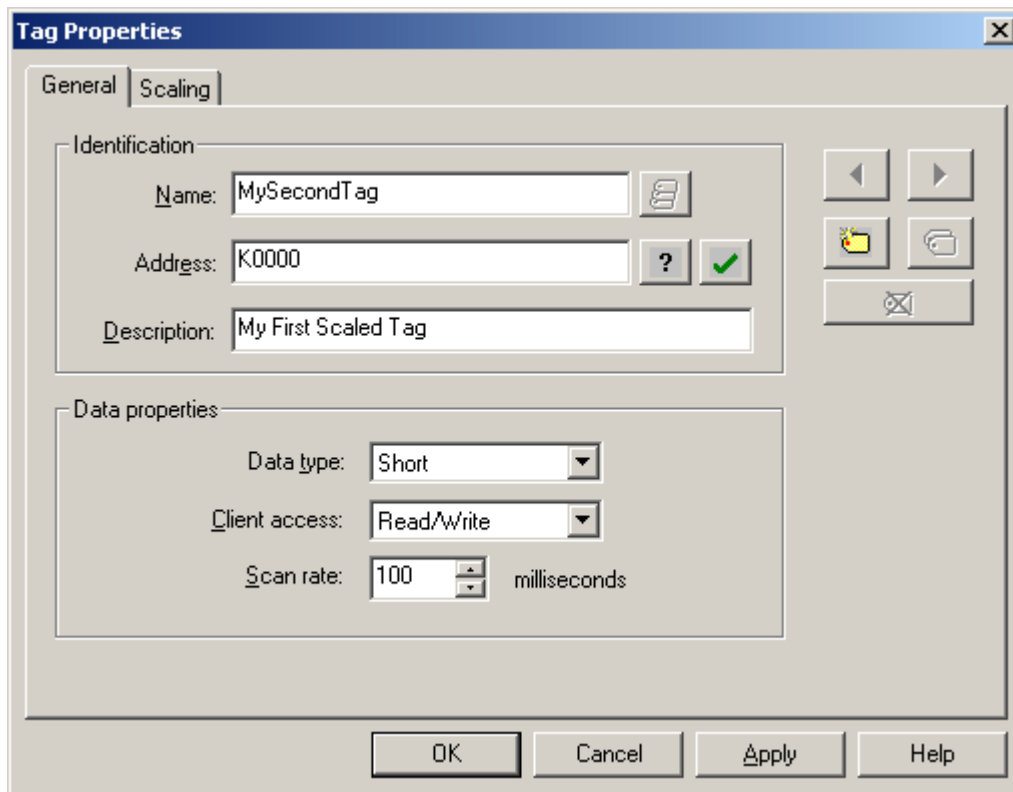 Tag Properties
General Scaling
Identification
Name: MySecondTag
Address: K0000 ?
Description: My First Scaled Tag
Data properties
Data type: Short
Client access: Read/Write
Scan rate: 100 milliseconds
OK Cancel Apply Help